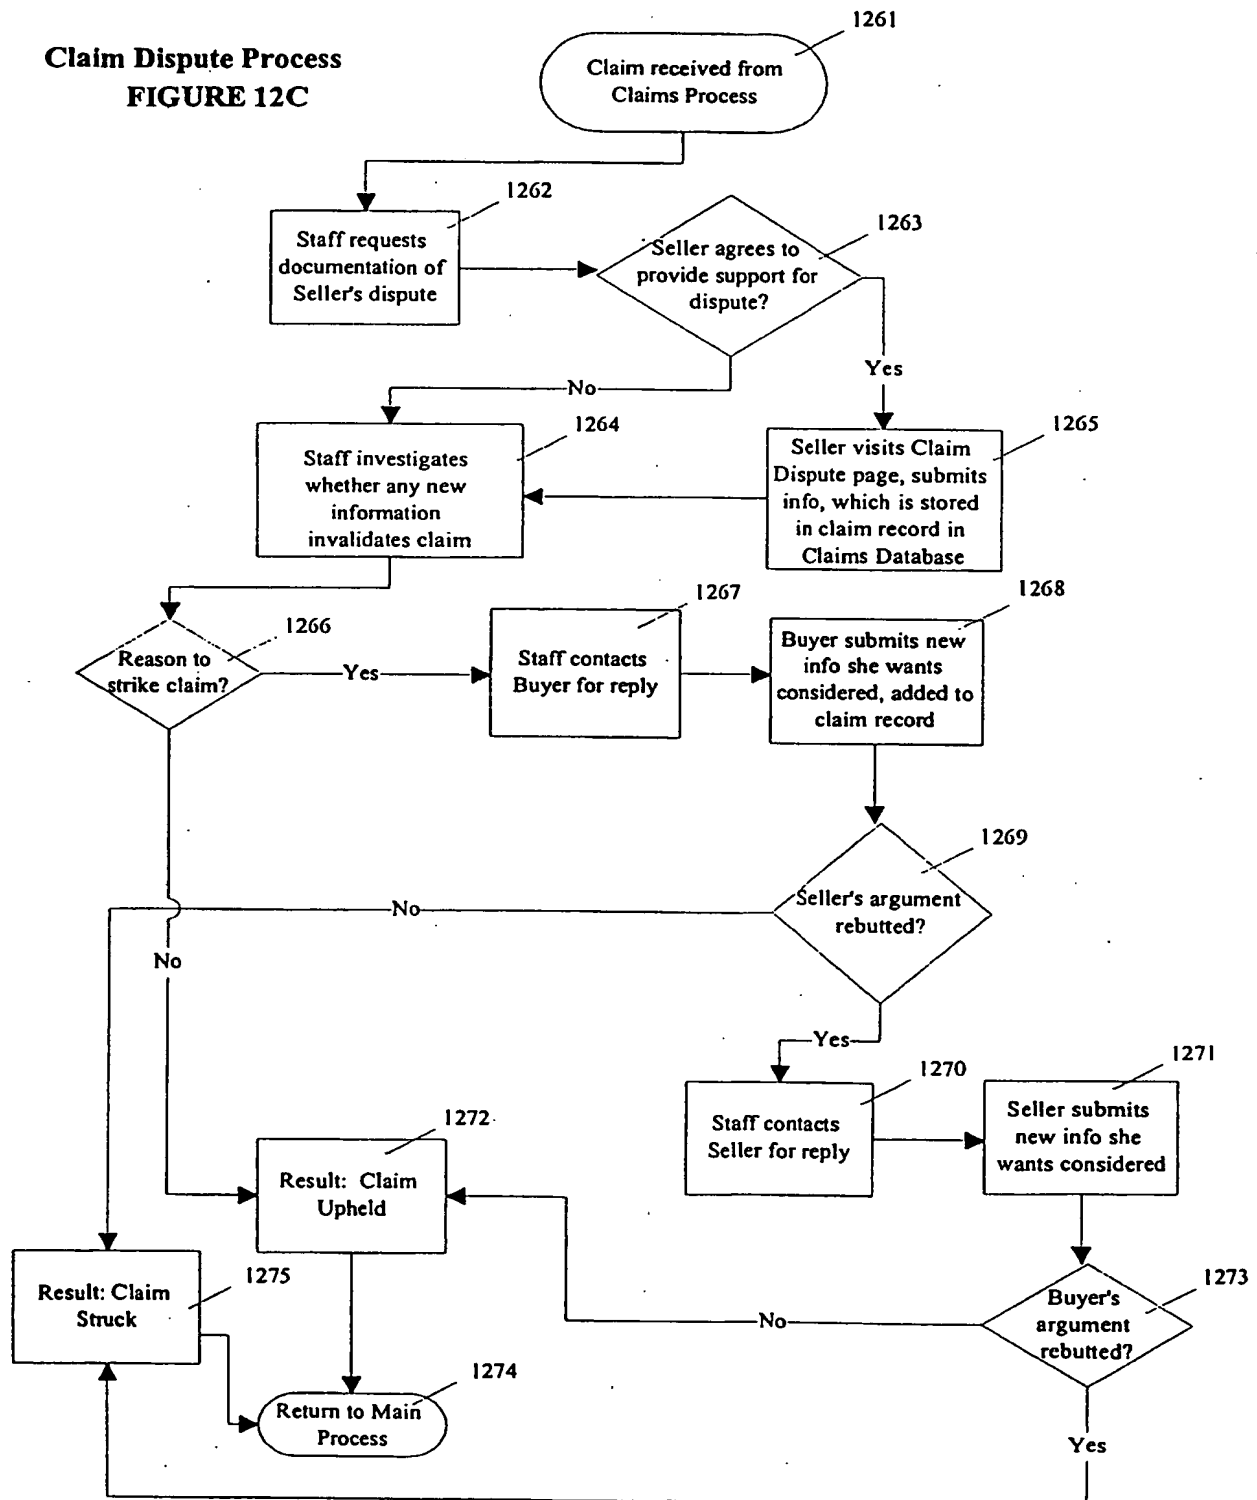 Claim Dispute Process
FIGURE 12C
1261
Claim received from
Claims Process
1262
Staff requests
documentation of
Seller's dispute
1263
Seller agrees to
provide support for
dispute?
No
Yes
1264
Staff investigates
whether any new
information
invalidates claim
1265
Seller visits Claim
Dispute page, submits
info, which is stored
in claim record in
Claims Database
1266
Reason to
strike claim?
Yes
1267
Staff contacts
Buyer for reply
1268
Buyer submits new
info she wants
considered, added to
claim record
1269
Seller's argument
rebutted?
No
No
Yes
1270
Staff contacts
Seller for reply
1271
Seller submits
new info she
wants considered
1272
Result: Claim
Upheld
1275
Result: Claim
Struck
1273
Buyer's
argument
rebutted?
No
1274
Return to Main
Process
Yes